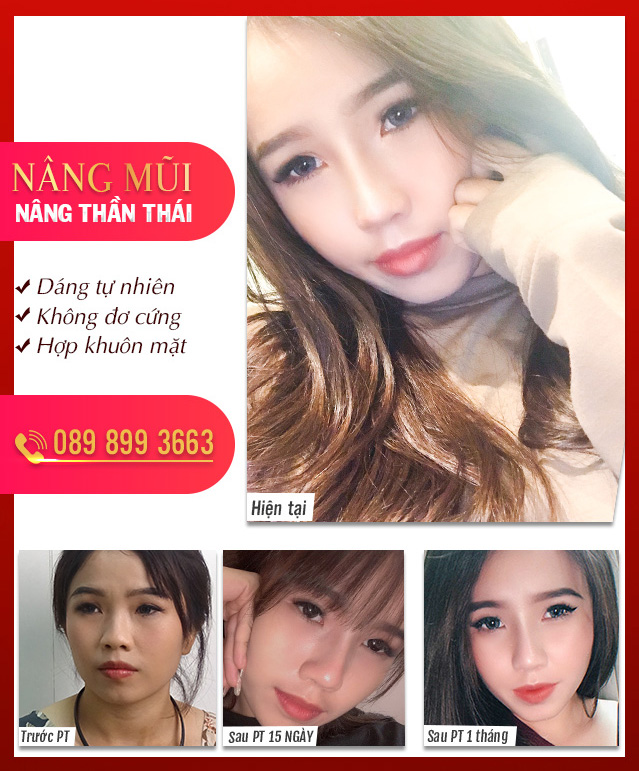 NÂNG MŨI
NÂNG THẦN THÁI
Dáng tự nhiên
Không đơ cứng
Hợp khuôn mặt
089 899 3663
Hiện tại
Trước PT
Sau PT 15 NGÀY
Sau PT 1 tháng